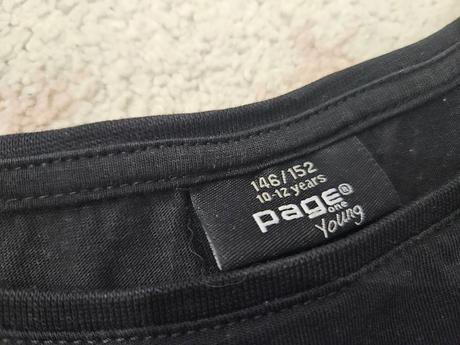 146/152
10-12 years
page
one
Young